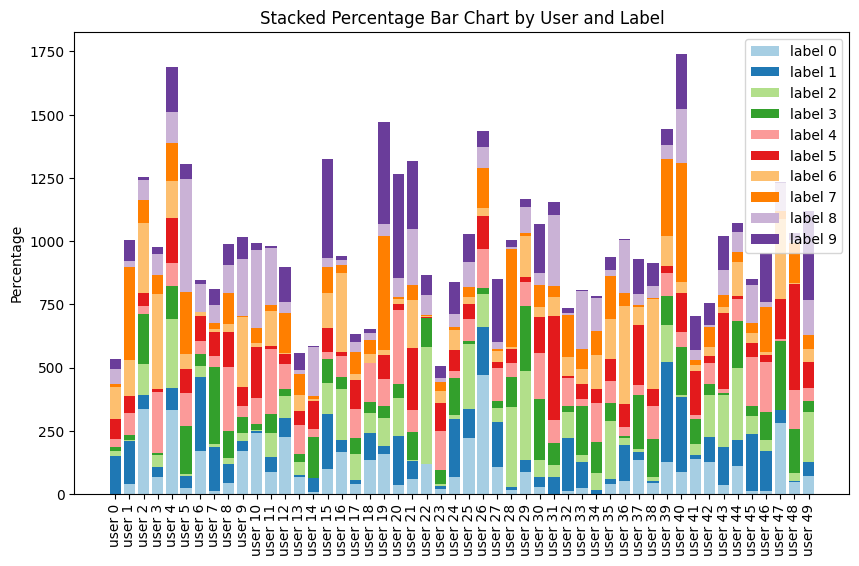 Stacked Percentage Bar Chart by User and Label
Percentage
1750
1500
1250
1000
750
500
250
0
label 0
label 1
label 2
label 3
label 4
label 5
label 6
label 7
label 8
label 9
user 0
user 1
user 2
user 3
user 4
user 5
user 6
user 7
user 8
user 9
user 10
user 11
user 12
user 13
user 14
user 15
user 16
user 17
user 18
user 19
user 20
user 21
user 22
user 23
user 24
user 25
user 26
user 27
user 28
user 29
user 30
user 31
user 32
user 33
user 34
user 35
user 36
user 37
user 38
user 39
user 40
user 41
user 42
user 43
user 44
user 45
user 46
user 47
user 48
user 49